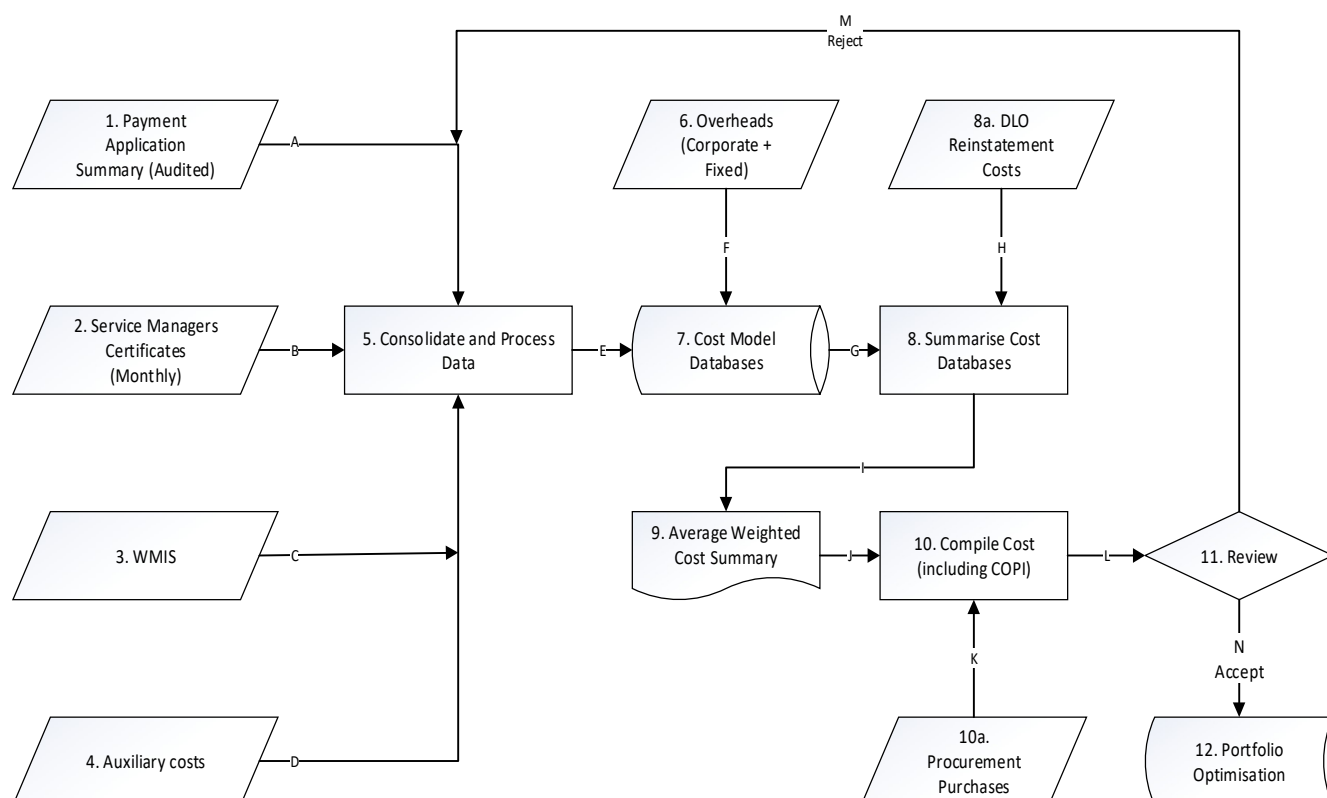 M
Reject
1. Payment
Application
Summary (Audited)
A
6. Overheads
(Corporate +
Fixed)
8a. DLO
Reinstatement
Costs
F
H
2. Service Managers
Certificates
(Monthly)
B
5. Consolidate and Process
Data
E
7. Cost Model
Databases
G
8. Summarise Cost
Databases
I
3. WMIS
C
9. Average Weighted
Cost Summary
J
10. Compile Cost
(including COPI)
L
11. Review
K
N
Accept
4. Auxiliary costs
D
10a.
Procurement
Purchases
12. Portfolio
Optimisation